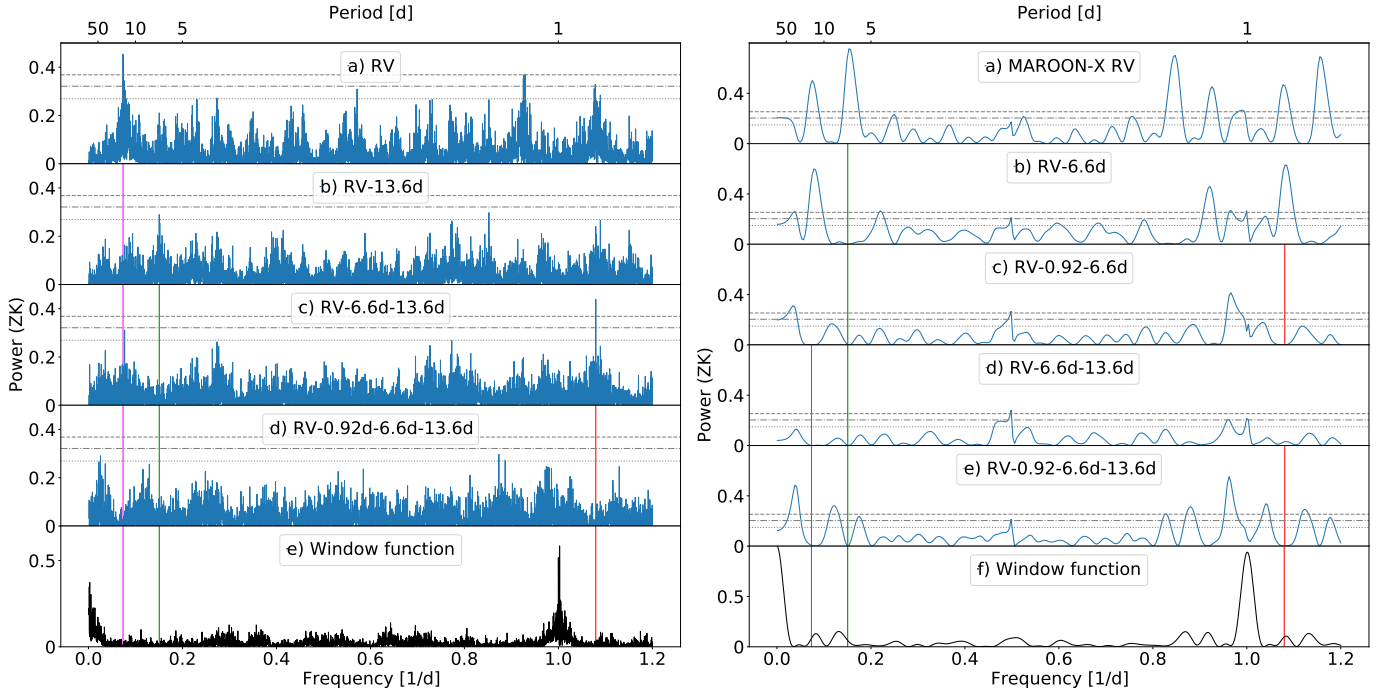 Period [d]
50 10 5 1
a) RV
0.4
0.2
0
b) RV-13.6d
0.4
0.2
0
c) RV-6.6d-13.6d
0.4
0.2
0
d) RV-0.92d-6.6d-13.6d
0.4
0.2
0
e) Window function
0.5
0
Power (ZK)
0.0 0.2 0.4 0.6 0.8 1.0 1.2
Frequency [1/d]
Period [d]
50 10 5 1
a) MAROON-X RV
0.4
0
b) RV-6.6d
0.4
0
c) RV-0.92-6.6d
0.4
0
d) RV-6.6d-13.6d
0.4
0
e) RV-0.92-6.6d-13.6d
0.4
0
f) Window function
0.5
0
Power (ZK)
0.0 0.2 0.4 0.6 0.8 1.0 1.2
Frequency [1/d]